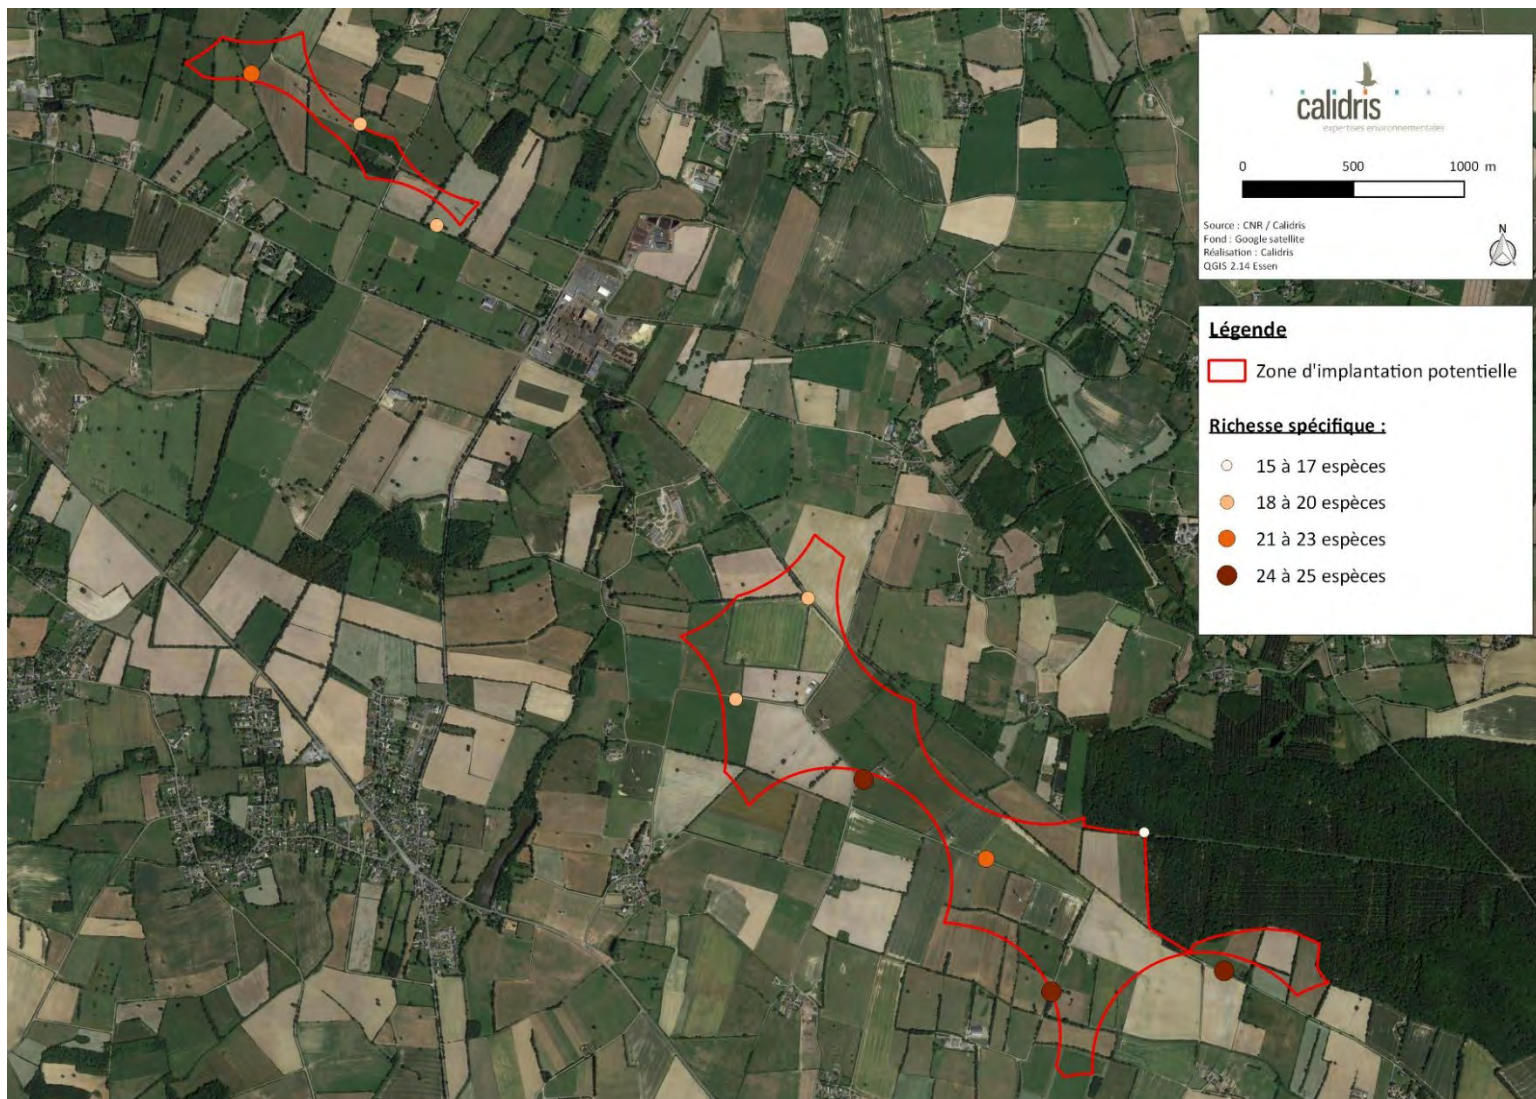 calidris
expertises environnementales
0 500 1000 m
Source : CNR / Calidris
Fond : Google satellite
Réalisation : Calidris
QGIS 2.14 Essen
N
Légende
Zone d'implantation potentielle
Richesse spécifique :
15 à 17 espèces
18 à 20 espèces
21 à 23 espèces
24 à 25 espèces